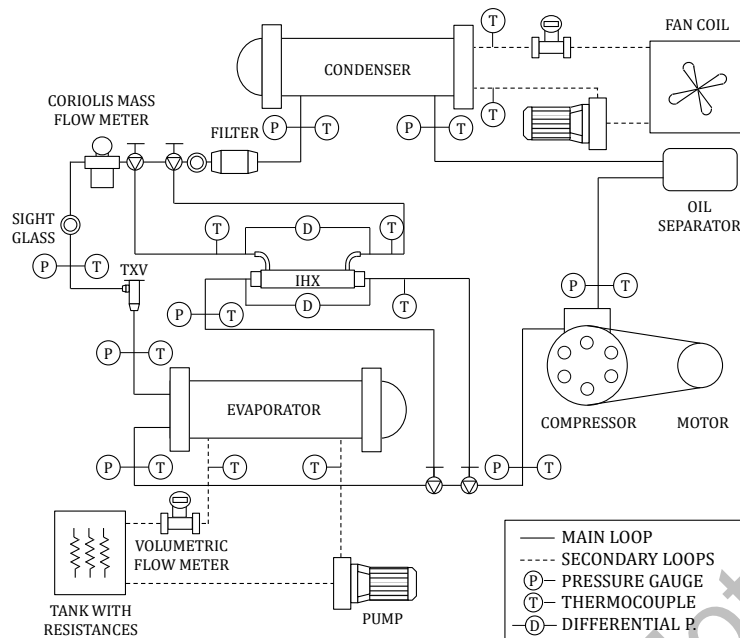 T
FAN COIL
CONDENSER
T
CORIOLIS MASS
FLOW METER
FILTER
P T
P T
SIGHT
GLASS
OIL
SEPARATOR
T
D
T
P T
TXV
IHX
D
T
P T
P T
P T
EVAPORATOR
COMPRESSOR
MOTOR
P T
T
T
P T
VOLUMETRIC
FLOW METER
TANK WITH
RESISTANCES
PUMP
MAIN LOOP
SECONDARY LOOPS
P PRESSURE GAUGE
T THERMOCOUPLE
D DIFFERENTIAL P.